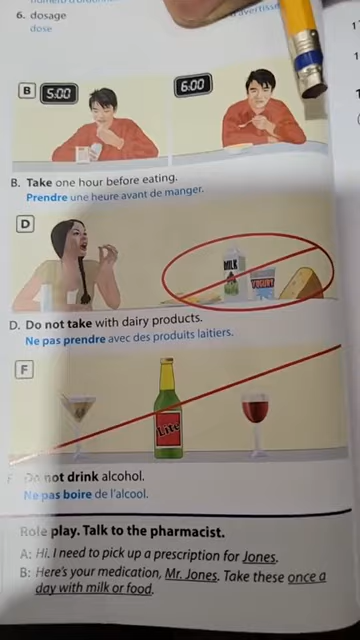 6. dosage
dose
B
5:00
6:00
B. Take one hour before eating.
Prendre une heure avant de manger.
D
MILK
YOGURT
D. Do not take with dairy products.
Ne pas prendre avec des produits laitiers.
F
Lite
F. Do not drink alcohol.
Ne pas boire de l'alcool.
Role play. Talk to the pharmacist.
A: Hi. I need to pick up a prescription for Jones.
B: Here's your medication, Mr. Jones. Take these once a
day with milk or food.